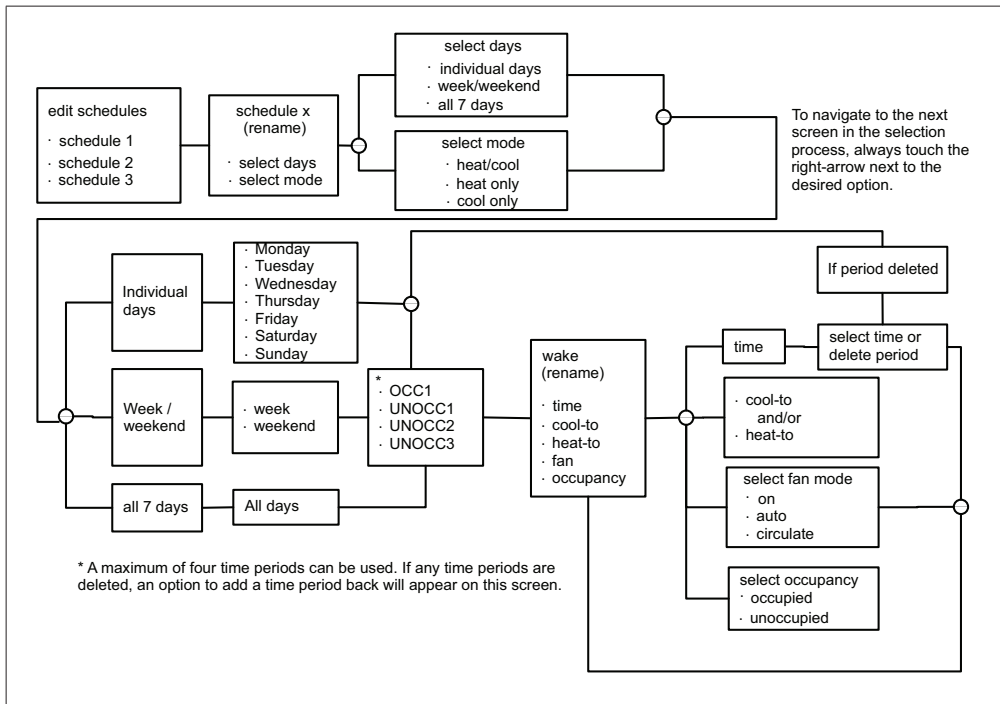 edit schedules
· schedule 1
· schedule 2
· schedule 3
schedule x
(rename)
· select days
· select mode
select days
· individual days
· week/weekend
· all 7 days
select mode
· heat/cool
· heat only
· cool only
To navigate to the next
screen in the selection
process, always touch the
right-arrow next to the
desired option.
Individual
days
· Monday
· Tuesday
· Wednesday
· Thursday
· Friday
· Saturday
· Sunday
If period deleted
time
select time or
delete period
Week /
weekend
· week
· weekend
*
· OCC1
· UNOCC1
· UNOCC2
· UNOCC3
wake
(rename)
· time
· cool-to
· heat-to
· fan
· occupancy
· cool-to
and/or
· heat-to
select fan mode
· on
· auto
· circulate
all 7 days
All days
select occupancy
· occupied
· unoccupied
* A maximum of four time periods can be used. If any time periods are
deleted, an option to add a time period back will appear on this screen.